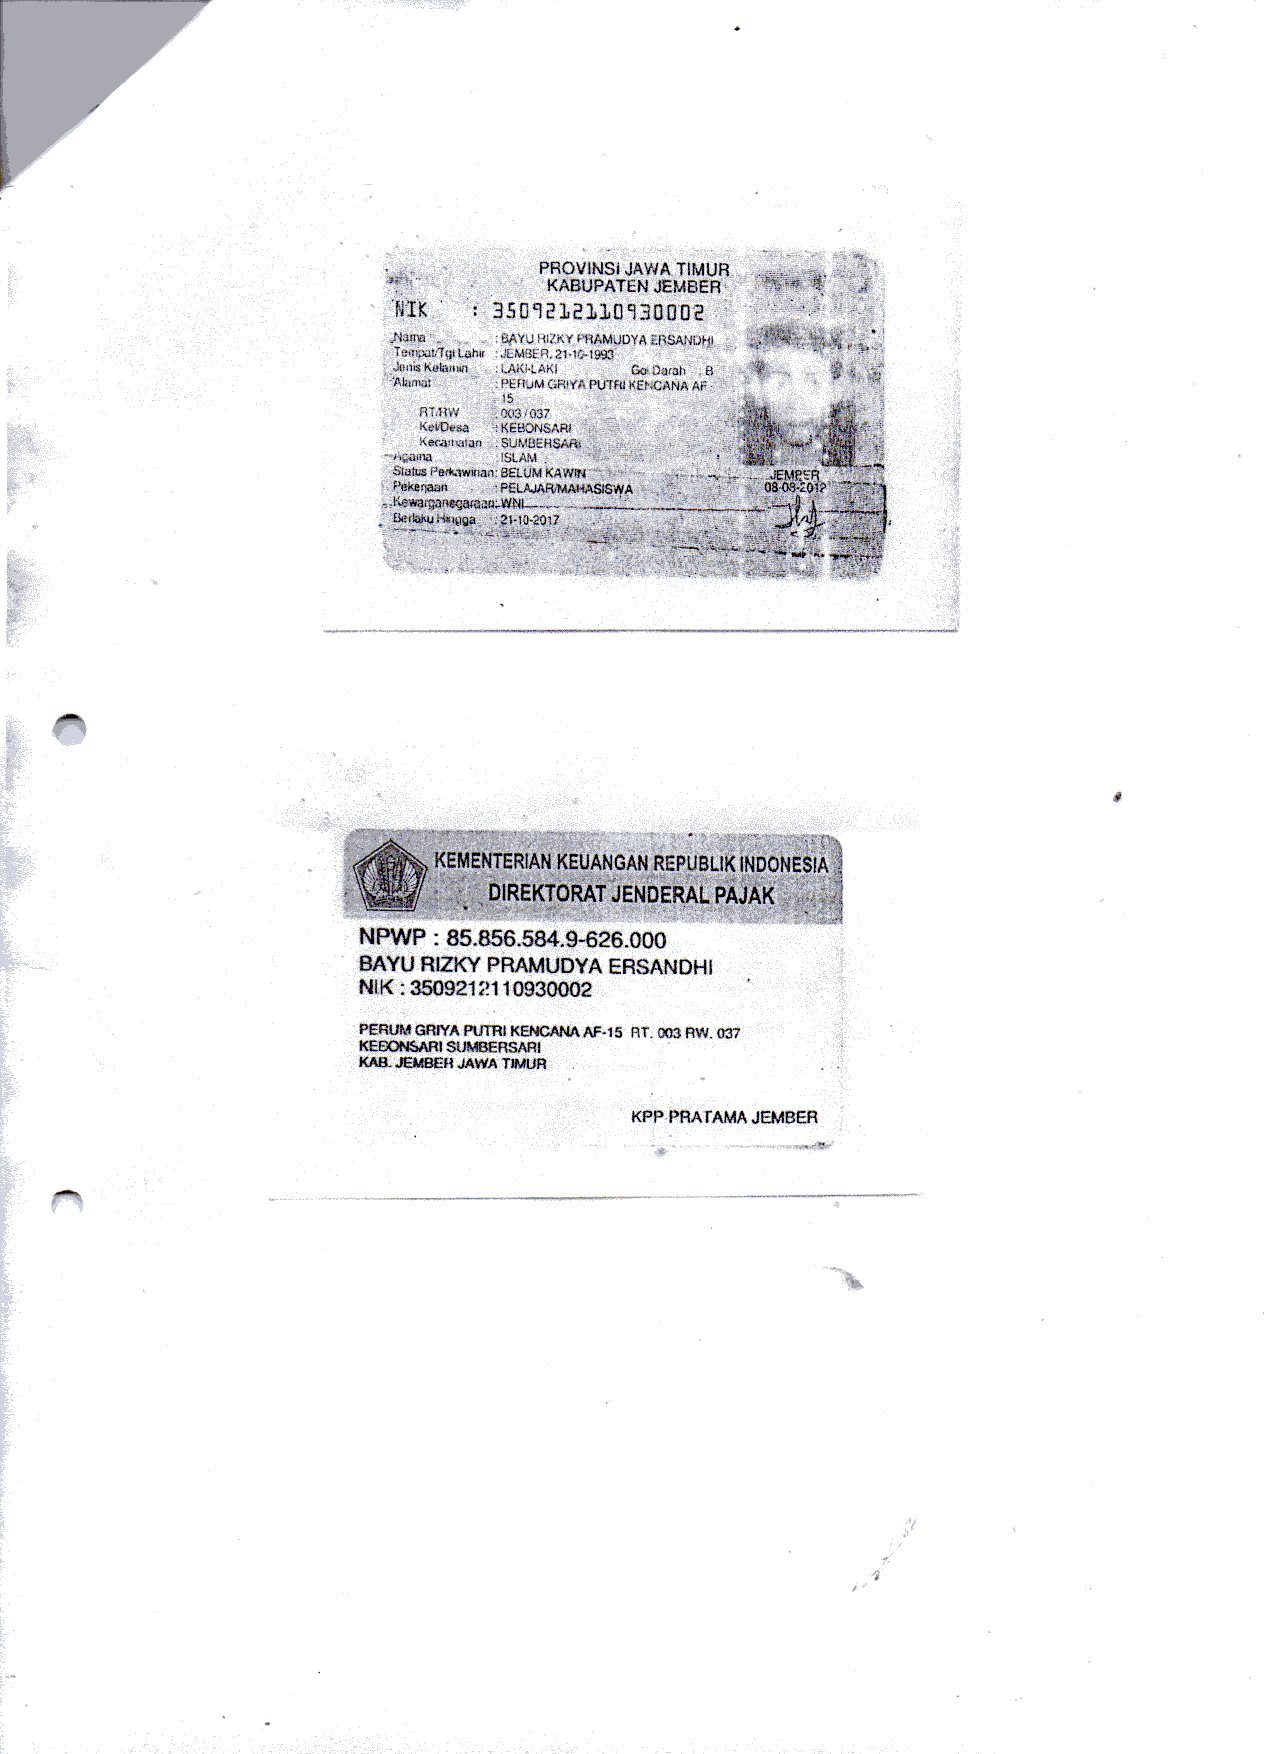 PROVINSI JAWA TIMUR
KABUPATEN JEMBER
NIK : 3509212110930002
Nama : BAYU RIZKY PRAMUDYA ERSANDHI
Tempat/Tgl Lahir : JEMBER, 21-10-1993
Jenis Kelamin : LAKI-LAKI Gol Darah : B
Alamat : PERUM GRIYA PUTRI KENCANA AF
15
RT/RW : 003/037
Kel/Desa : KEBONSARI
Kecamatan : SUMBERSARI
Agama : ISLAM
Status Perkawinan: BELUM KAWIN
Pekerjaan : PELAJAR/MAHASISWA
Kewarganegaraan: WNI
Berlaku Hingga : 21-10-2017
JEMBER
08-08-2012
KEMENTERIAN KEUANGAN REPUBLIK INDONESIA
DIREKTORAT JENDERAL PAJAK
NPWP : 85.856.584.9-626.000
BAYU RIZKY PRAMUDYA ERSANDHI
NIK : 3509212110930002
PERUM GRIYA PUTRI KENCANA AF-15 RT. 003 RW. 037
KEBONSARI SUMBERSARI
KAB. JEMBER JAWA TIMUR
KPP PRATAMA JEMBER